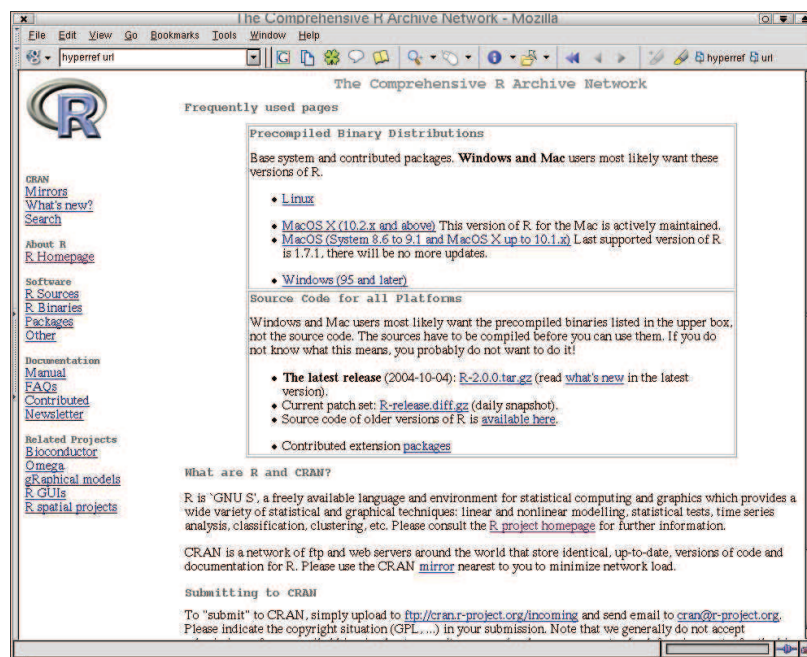 The Comprehensive R Archive Network - Mozilla
File Edit View Go Bookmarks Tools Window Help
hyperref url
hyperref url
R
CRAN
Mirrors
What's new?
Search
About R
R Homepage
Software
R Sources
R Binaries
Packages
Other
Documentation
Manual
FAQs
Contributed
Newsletter
Related Projects
Bioconductor
Omega
gRaphical models
R GUIs
R spatial projects
The Comprehensive R Archive Network
Frequently used pages
Precompiled Binary Distributions
Base system and contributed packages. Windows and Mac users most likely want these
versions of R.
Linux
MacOS X (10.2.x and above) This version of R for the Mac is actively maintained.
MacOS (System 8.6 to 9.1 and MacOS X up to 10.1.x) Last supported version of R
is 1.7.1, there will be no more updates.
Windows (95 and later)
Source Code for all Platforms
Windows and Mac users most likely want the precompiled binaries listed in the upper box,
not the source code. The sources have to be compiled before you can use them. If you do
not know what this means, you probably do not want to do it!
The latest release (2004-10-04): R-2.0.0.tar.gz (read what's new in the latest
version).
Current patch set: R-release.diff.gz (daily snapshot).
Source code of older versions of R is available here.
Contributed extension packages
What are R and CRAN?
R is `GNU S', a freely available language and environment for statistical computing and graphics which provides a
wide variety of statistical and graphical techniques: linear and nonlinear modelling, statistical tests, time series
analysis, classification, clustering, etc. Please consult the R project homepage for further information.
CRAN is a network of ftp and web servers around the world that store identical, up-to-date, versions of code and
documentation for R. Please use the CRAN mirror nearest to you to minimize network load.
Submitting to CRAN
To "submit" to CRAN, simply upload to ftp://cran.r-project.org/incoming and send email to cran@r-project.org.
Please indicate the copyright situation (GPL, ...) in your submission. Note that we generally do not accept